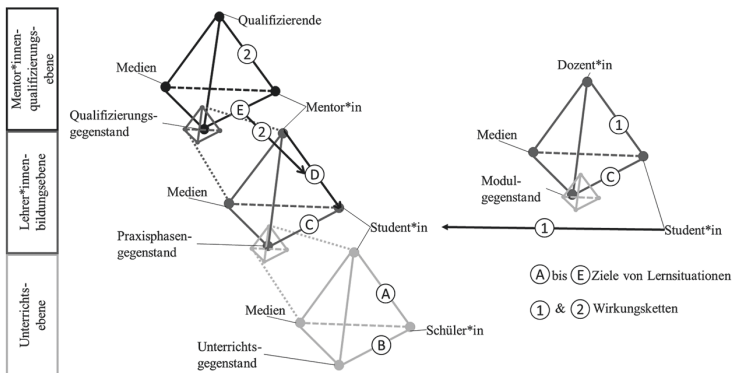 Mentor*innen-
qualifizierungs-
ebene
Lehrer*innen-
bildungsebene
Unterrichts-
ebene
Qualifizierende
2
Medien
E
Mentor*in
Qualifizierungs-
gegenstand
2
D
Medien
C
Student*in
Praxisphasen-
gegenstand
A
Medien
Schüler*in
B
Unterrichts-
gegenstand
Dozent*in
1
Medien
C
Modul-
gegenstand
1
Student*in
A bis E Ziele von Lernsituationen
1 & 2 Wirkungsketten